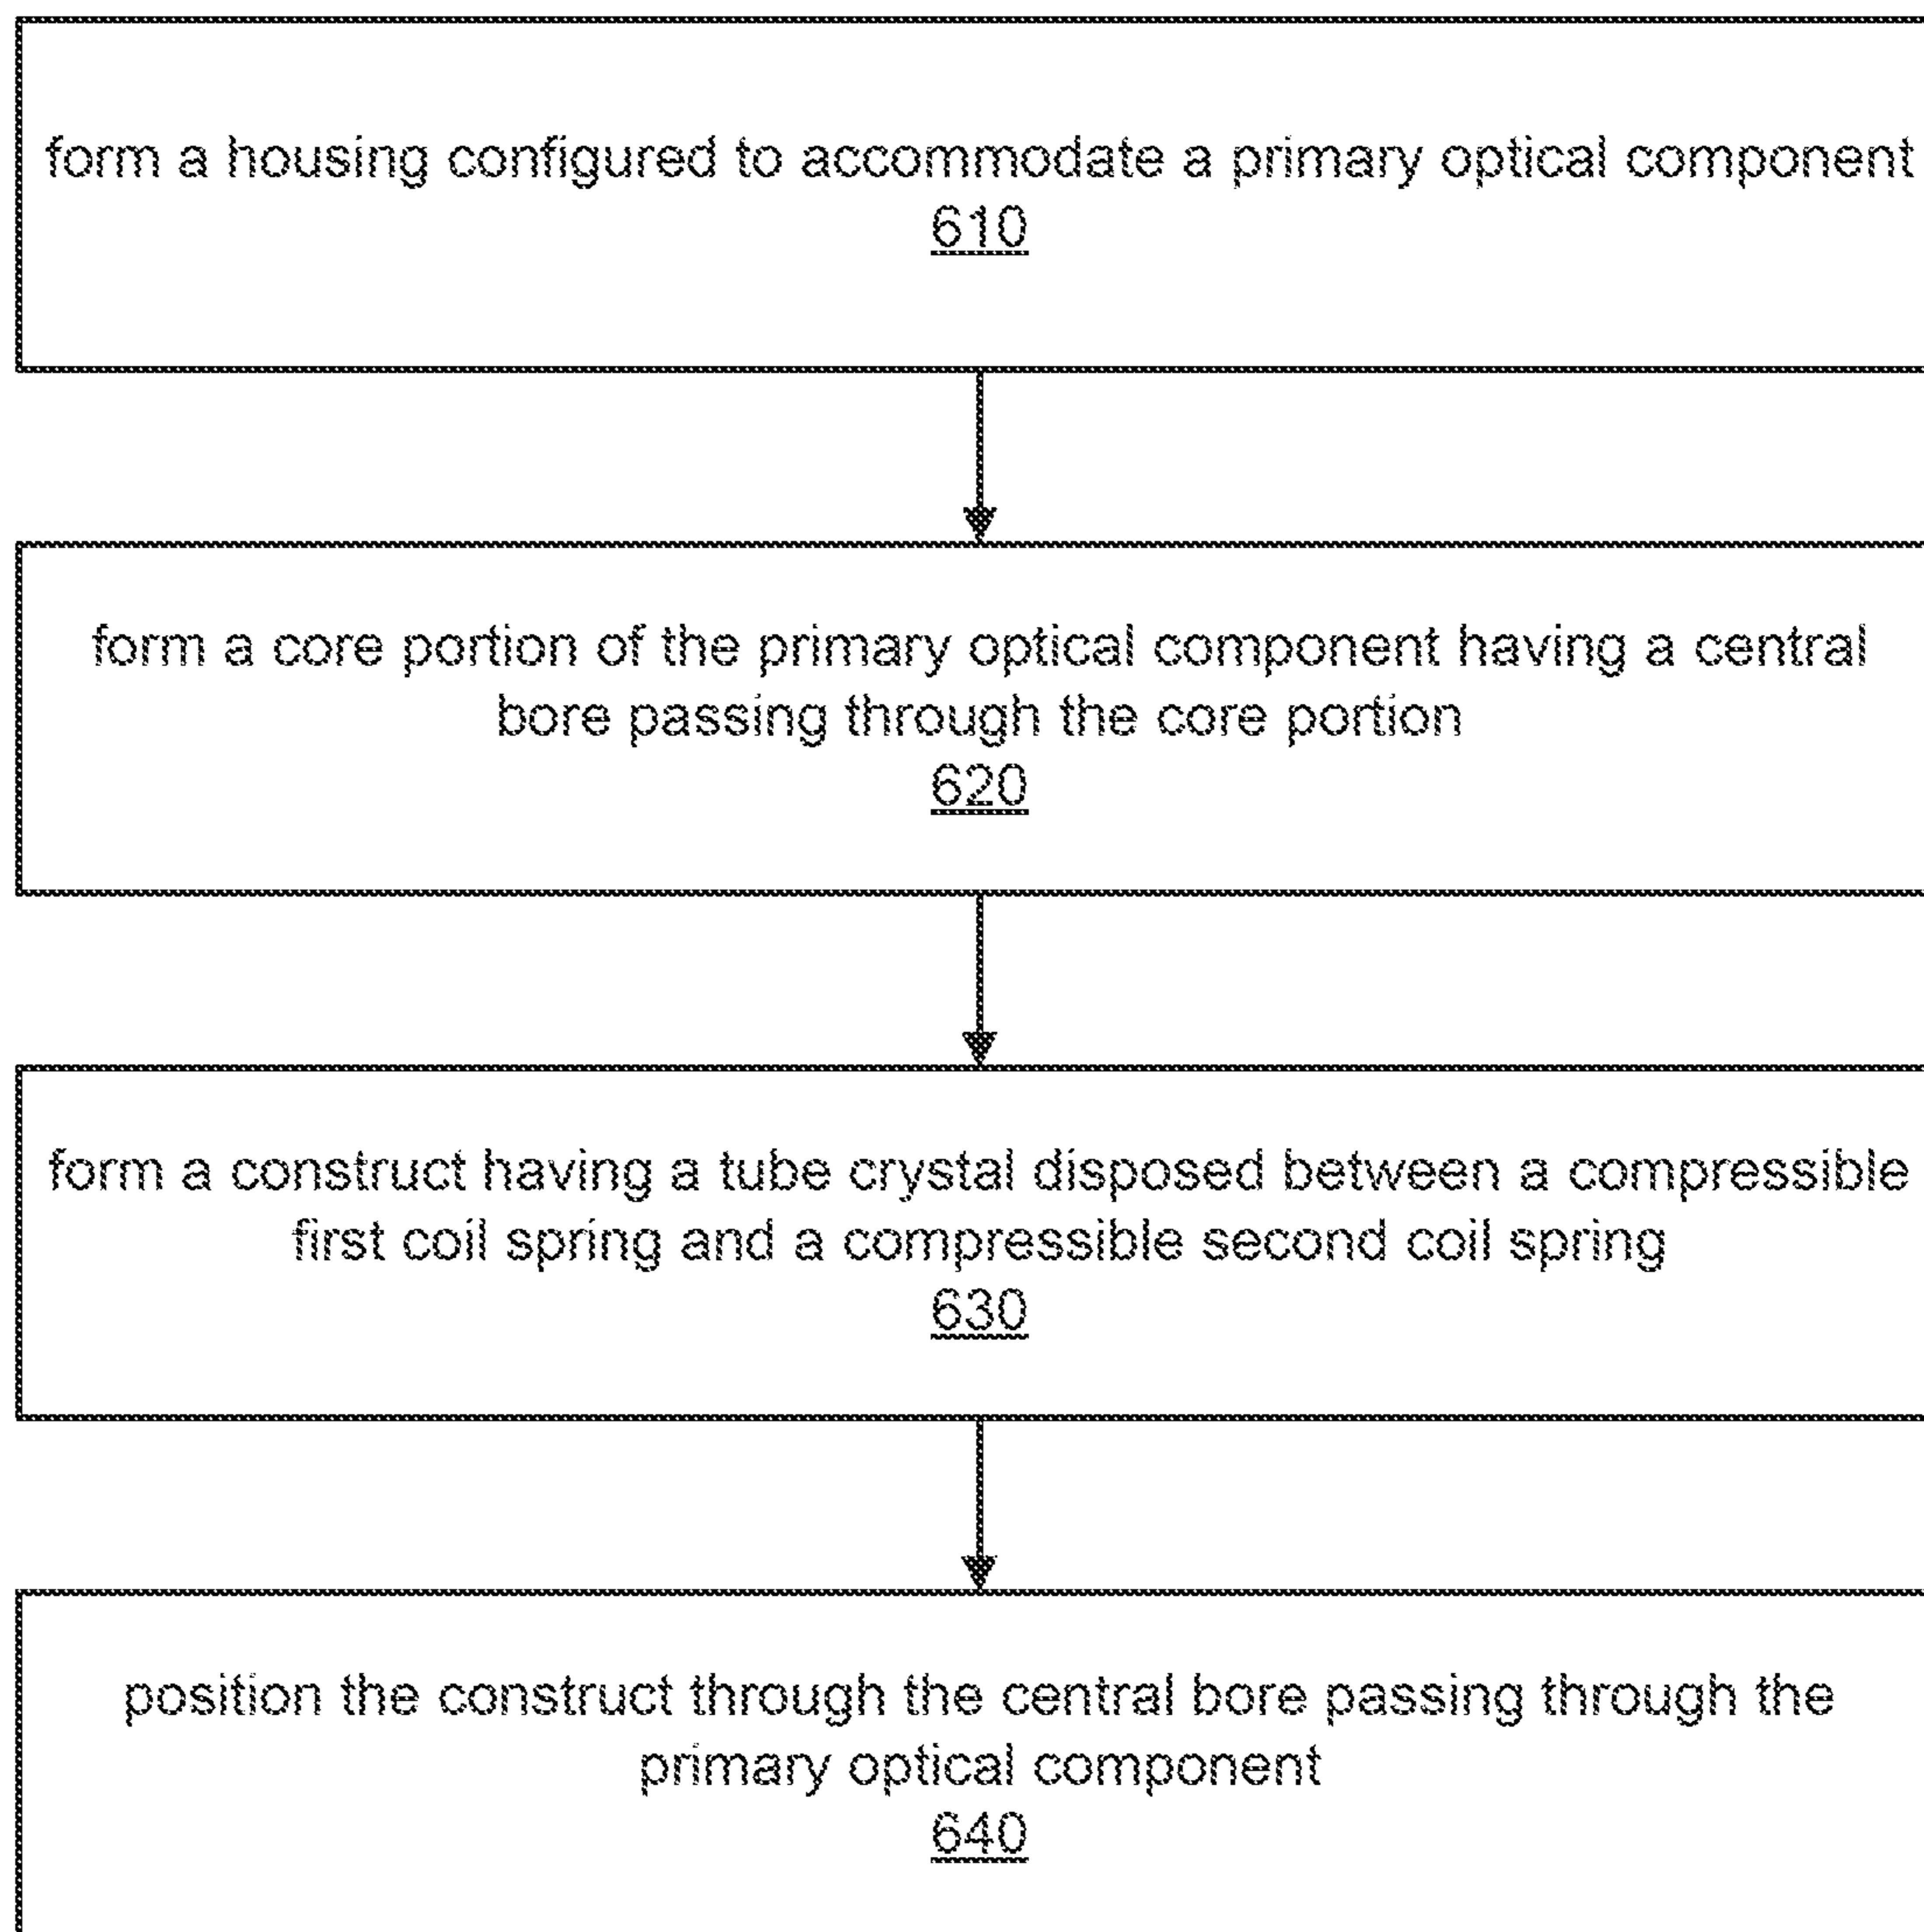 form a housing configured to accommodate a primary optical component
610
form a core portion of the primary optical component having a central
bore passing through the core portion
620
form a construct having a tube crystal disposed between a compressible
first coil spring and a compressible second coil spring
630
position the construct through the central bore passing through the
primary optical component
640